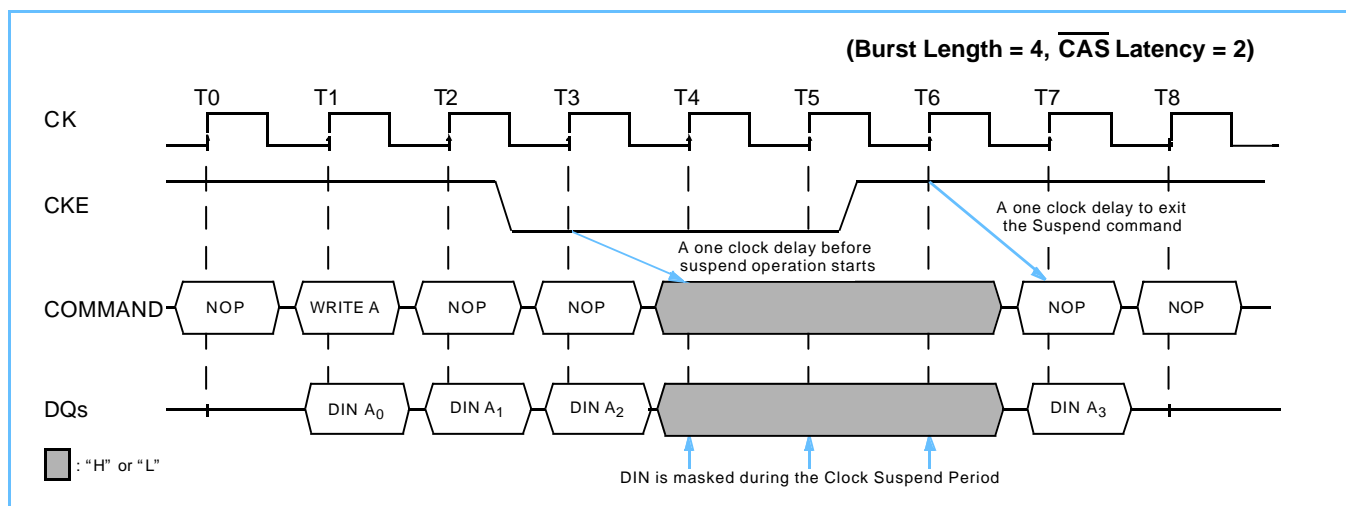 (Burst Length = 4, CAS Latency = 2)
T0 T1 T2 T3 T4 T5 T6 T7 T8
CK
CKE
A one clock delay to exit
the Suspend command
A one clock delay before
suspend operation starts
COMMAND NOP WRITE A NOP NOP NOP NOP
DQs DIN A0 DIN A1 DIN A2 DIN A3
: “H” or “L”
DIN is masked during the Clock Suspend Period